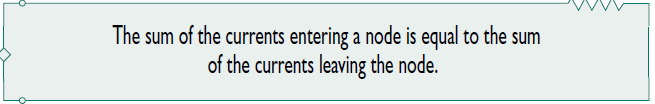 The sum of the currents entering a node is equal to the sum
of the currents leaving the node.